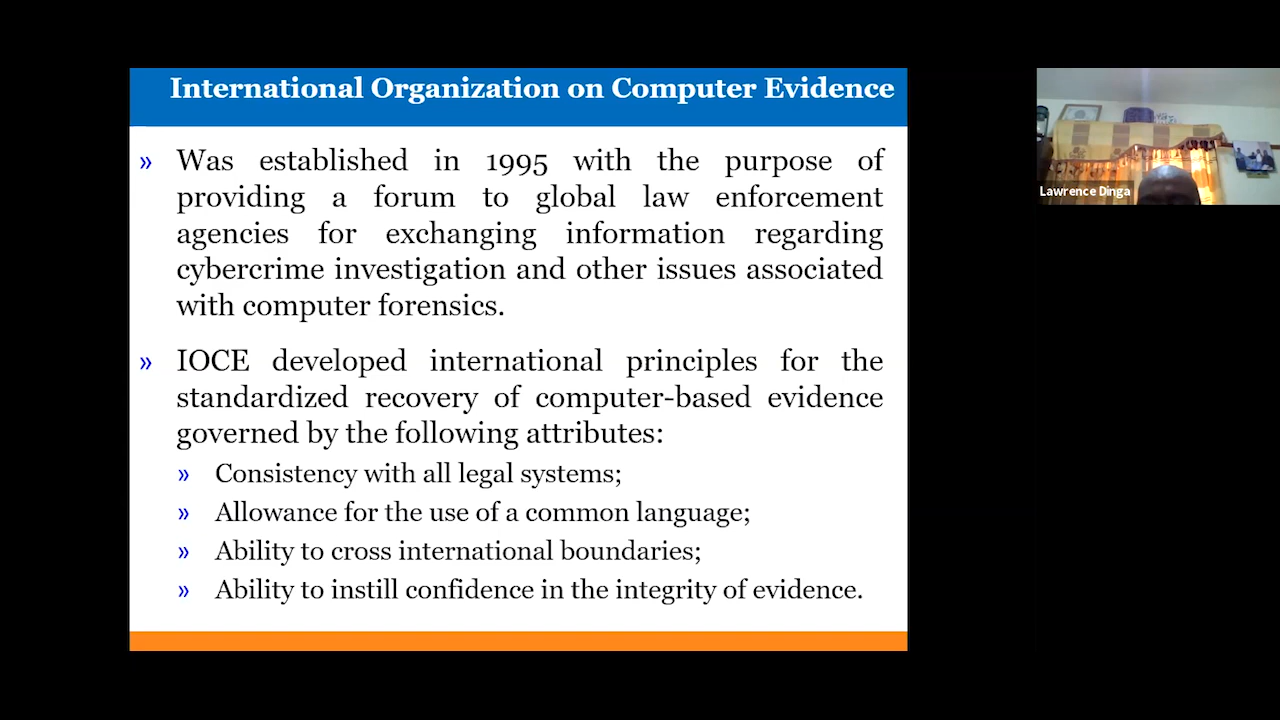 International Organization on Computer Evidence
» Was established in 1995 with the purpose of
providing a forum to global law enforcement
agencies for exchanging information regarding
cybercrime investigation and other issues associated
with computer forensics.
» IOCE developed international principles for the
standardized recovery of computer-based evidence
governed by the following attributes:
» Consistency with all legal systems;
» Allowance for the use of a common language;
» Ability to cross international boundaries;
» Ability to instill confidence in the integrity of evidence.
Lawrence Dinga